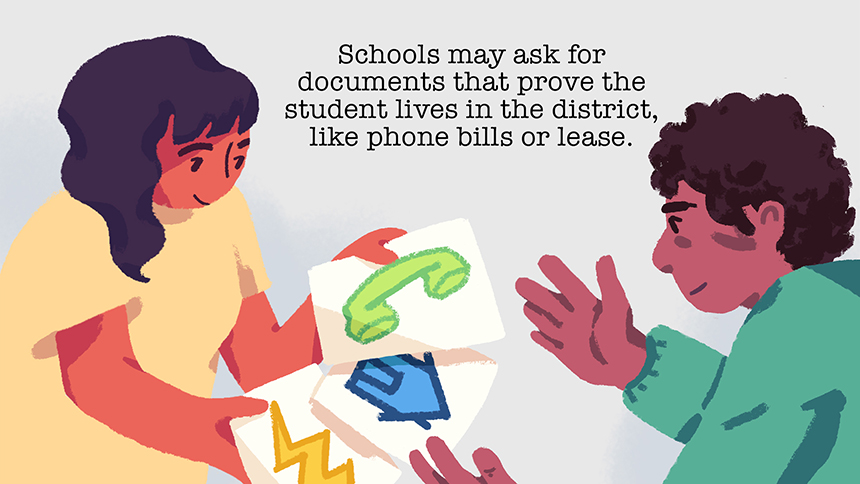 Schools may ask for
documents that prove the
student lives in the district,
like phone bills or lease.